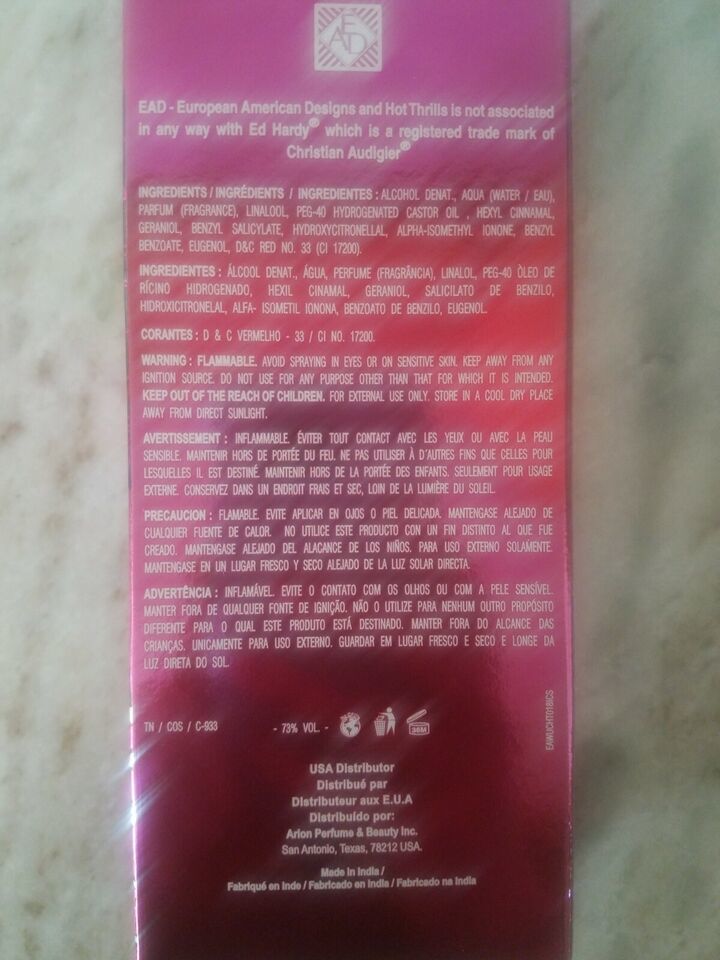 EAD
EAD - European American Designs and Hot Thrills is not associated
in any way with Ed Hardy® which is a registered trade mark of
Christian Audigier®
INGREDIENTS / INGRÉDIENTS / INGREDIENTES : ALCOHOL DENAT., AQUA (WATER / EAU),
PARFUM (FRAGRANCE), LINALOOL, PEG-40 HYDROGENATED CASTOR OIL , HEXYL CINNAMAL,
GERANIOL, BENZYL SALICYLATE, HYDROXYCITRONELLAL, ALPHA-ISOMETHYL IONONE, BENZYL
BENZOATE, EUGENOL, D&C RED NO. 33 (CI 17200).
INGREDIENTES : ÁLCOOL DENAT., ÁGUA, PERFUME (FRAGRÂNCIA), LINALOL, PEG-40 ÒLEO DE
RÍCINO HIDROGENADO, HEXIL CINAMAL, GERANIOL, SALICILATO DE BENZILO,
HIDROXICITRONELAL, ALFA- ISOMETIL IONONA, BENZOATO DE BENZILO, EUGENOL.
CORANTES : D & C VERMELHO - 33 / CI NO. 17200.
WARNING : FLAMMABLE. AVOID SPRAYING IN EYES OR ON SENSITIVE SKIN. KEEP AWAY FROM ANY
IGNITION SOURCE. DO NOT USE FOR ANY PURPOSE OTHER THAN THAT FOR WHICH IT IS INTENDED.
KEEP OUT OF THE REACH OF CHILDREN. FOR EXTERNAL USE ONLY. STORE IN A COOL DRY PLACE
AWAY FROM DIRECT SUNLIGHT.
AVERTISSEMENT : INFLAMMABLE. ÉVITER TOUT CONTACT AVEC LES YEUX OU AVEC LA PEAU
SENSIBLE. MAINTENIR HORS DE PORTÉE DU FEU. NE PAS UTILISER À D'AUTRES FINS QUE CELLES POUR
LESQUELLES IL EST DESTINÉ. MAINTENIR HORS DE LA PORTÉE DES ENFANTS. SEULEMENT POUR USAGE
EXTERNE. CONSERVEZ DANS UN ENDROIT FRAIS ET SEC, LOIN DE LA LUMIÈRE DU SOLEIL.
PRECAUCION : FLAMABLE. EVITE APLICAR EN OJOS O PIEL DELICADA. MANTENGASE ALEJADO DE
CUALQUIER FUENTE DE CALOR. NO UTILICE ESTE PRODUCTO CON UN FIN DISTINTO AL QUE FUE
CREADO. MANTENGASE ALEJADO DEL ALACANCE DE LOS NIÑOS. PARA USO EXTERNO SOLAMENTE.
MANTENGASE EN UN LUGAR FRESCO Y SECO ALEJADO DE LA LUZ SOLAR DIRECTA.
ADVERTÊNCIA : INFLAMÁVEL. EVITE O CONTATO COM OS OLHOS OU COM A PELE SENSÍVEL.
MANTER FORA DE QUALQUER FONTE DE IGNIÇÃO. NÃO O UTILIZE PARA NENHUM OUTRO PROPÓSITO
DIFERENTE PARA O QUAL ESTE PRODUTO ESTÁ DESTINADO. MANTER FORA DO ALCANCE DAS
CRIANÇAS. UNICAMENTE PARA USO EXTERNO. GUARDAR EM LUGAR FRESCO E SECO E LONGE DA
LUZ DIRETA DO SOL.
TN / COS / C-933 - 73% VOL. - 36M
EAWUCHT018ICS
USA Distributor
Distribué par
Distributeur aux E.U.A
Distribuído por:
Arion Perfume & Beauty Inc.
San Antonio, Texas, 78212 USA.
Made in India /
Fabriqué en Inde / Fabricado en india / Fabricado na India